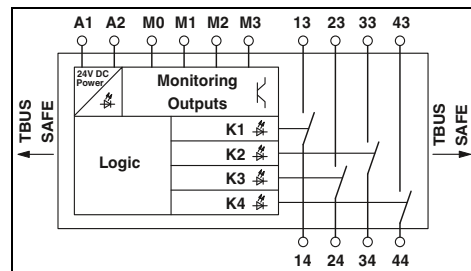 A1 A2 M0 M1 M2 M3 13 23 33 43
24V DC
Power
Monitoring
Outputs
TBUS
SAFE
Logic
K1
K2
K3
K4
TBUS
SAFE
14 24 34 44